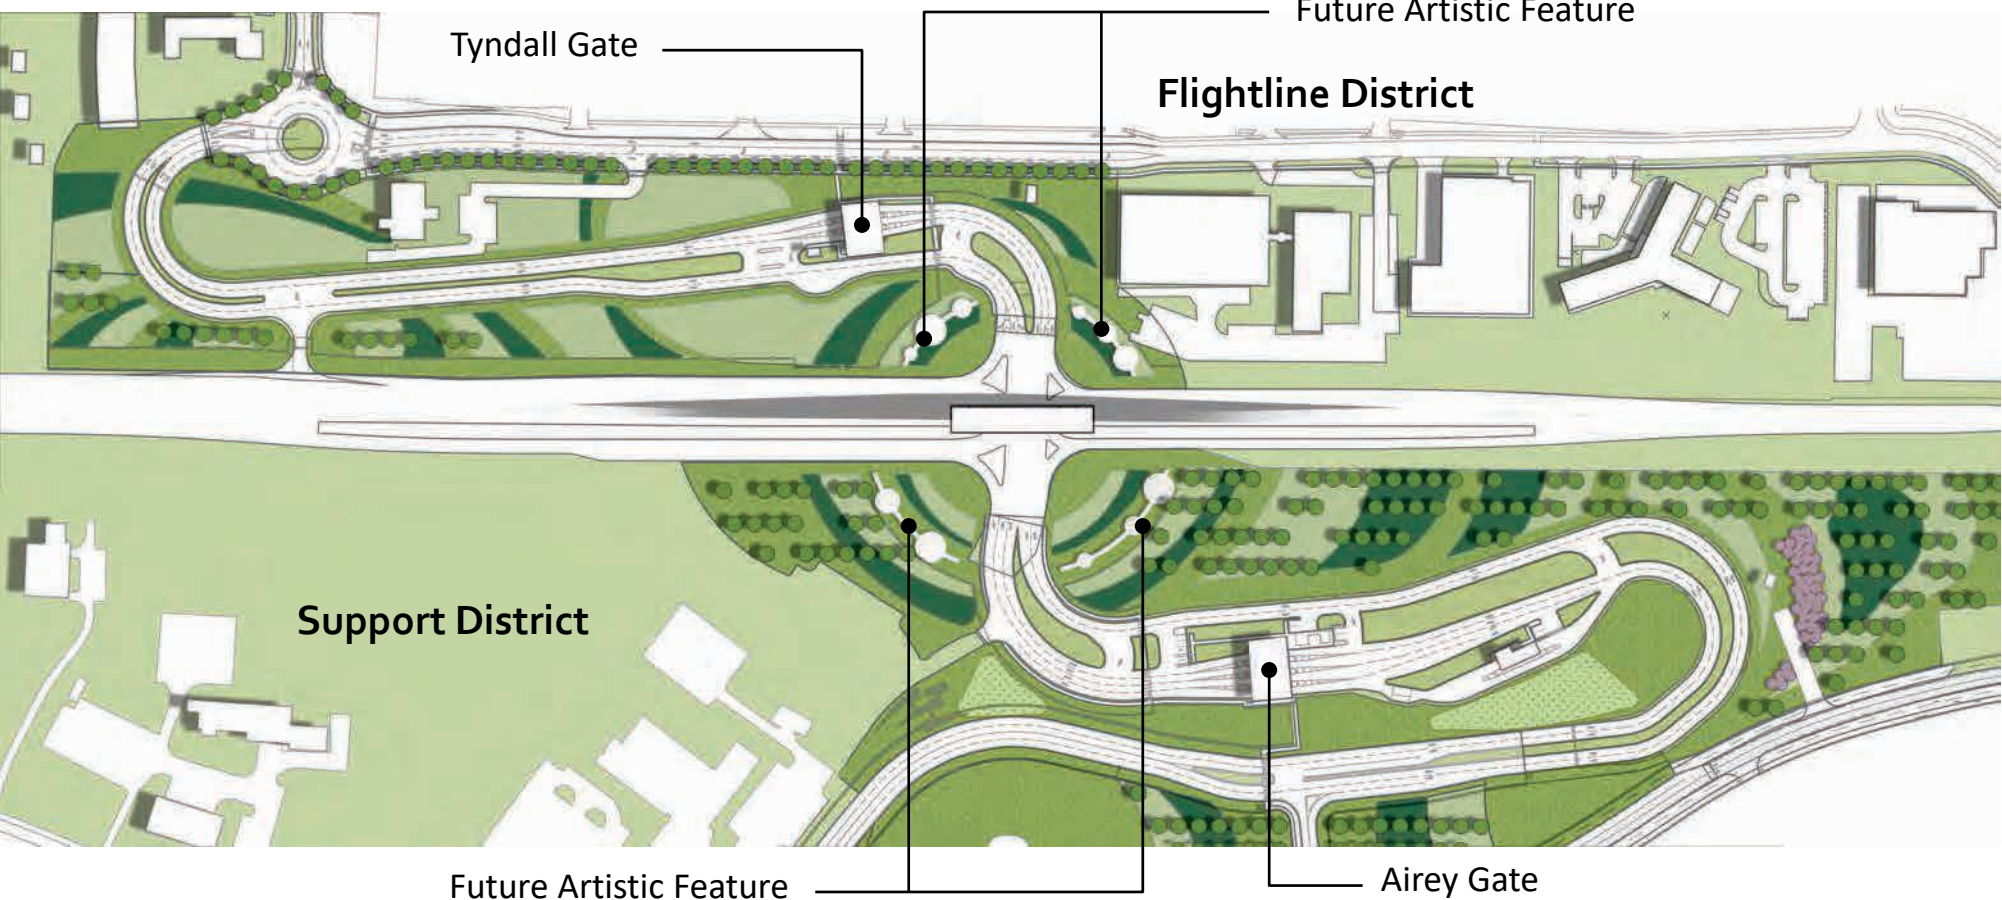 Future Artistic Feature
Tyndall Gate
Flightline District
Support District
Future Artistic Feature
Airey Gate